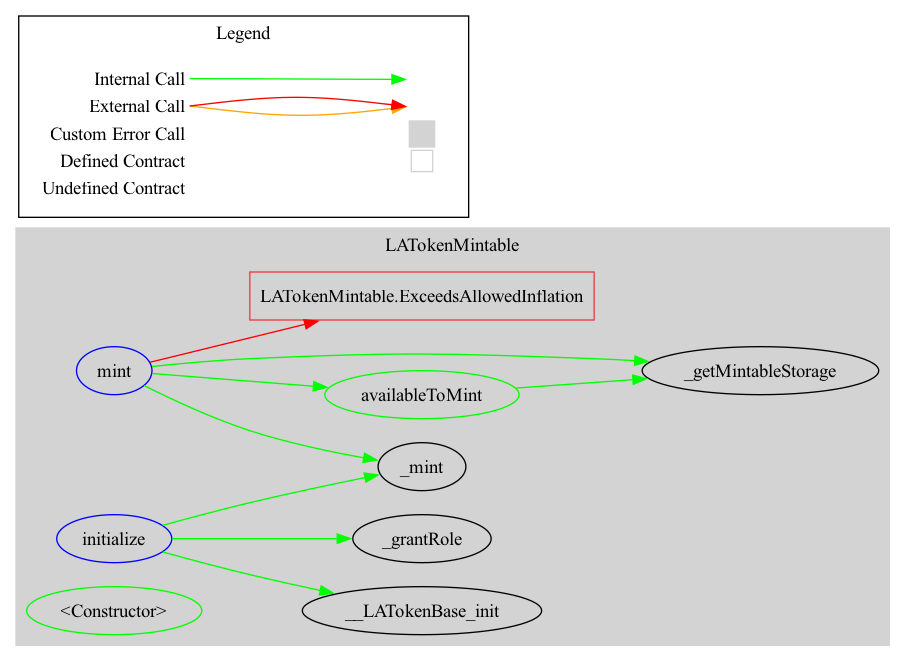 Legend
Internal Call
External Call
Custom Error Call
Defined Contract
Undefined Contract
LATokenMintable
LATokenMintable.ExceedsAllowedInflation
mint
_getMintableStorage
availableToMint
_mint
initialize
_grantRole
<Constructor>
__LATokenBase_init